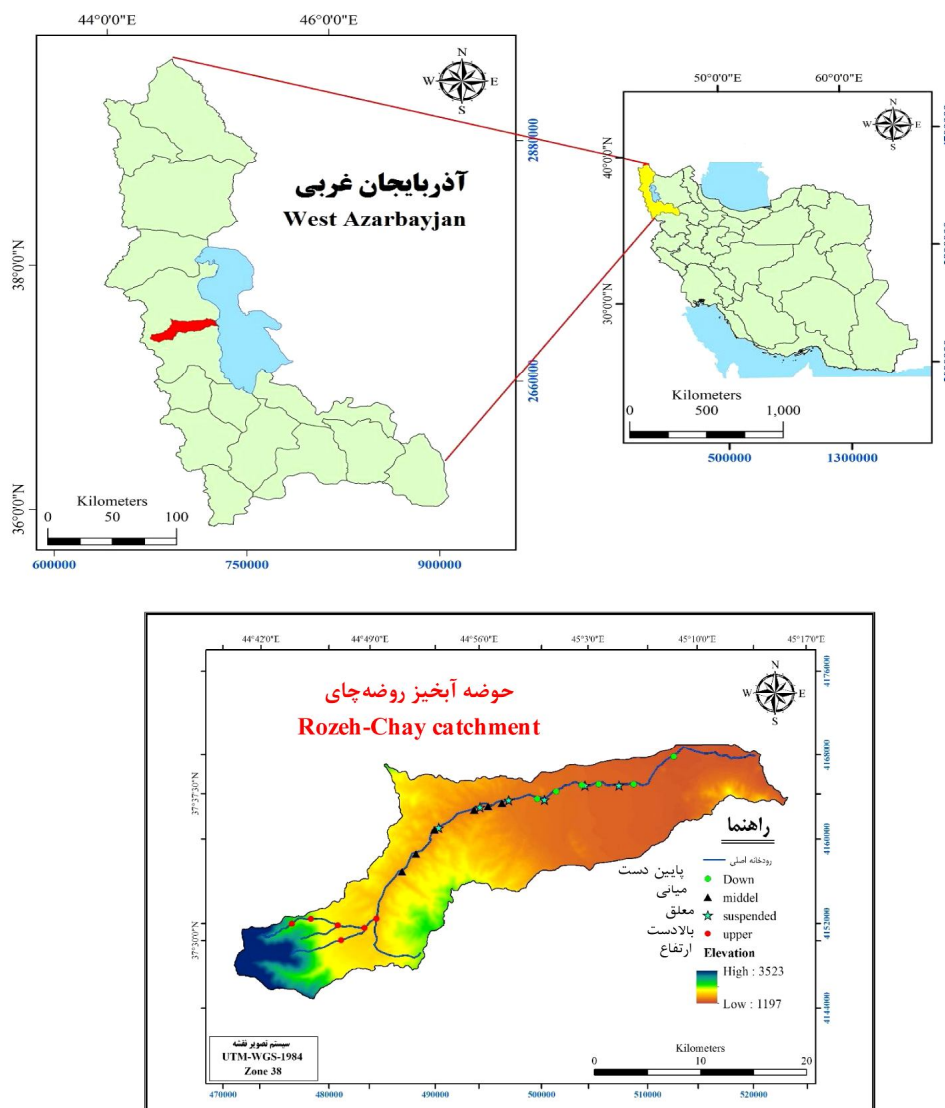 44°0'0"E
46°0'0"E
N
W
E
S
آذربایجان غربی
West Azarbayjan
38°0'0"N
36°0'0"N
2880000
2660000
Kilometers
0 50 100
600000
750000
900000
50°0'0"E
60°0'0"E
N
W
E
S
40°0'0"N
30°0'0"N
Kilometers
0 500 1,000
500000
1300000
44°42'0"E
44°49'0"E
44°56'0"E
45°3'0"E
45°10'0"E
45°17'0"E
حوضه آبخیز روضه‌چای
Rozeh-Chay catchment
N
W
E
S
37°37'30"N
37°30'0"N
4176000
4168000
4160000
4152000
4144000
راهنما
رودخانه اصلی
پایین دست
Down
میانی
middel
معلق
suspended
بالادست
upper
ارتفاع
Elevation
High : 3523
Low : 1197
سیستم تصویر نقشه
UTM-WGS-1984
Zone 38
Kilometers
0 10 20
470000
480000
490000
500000
510000
520000